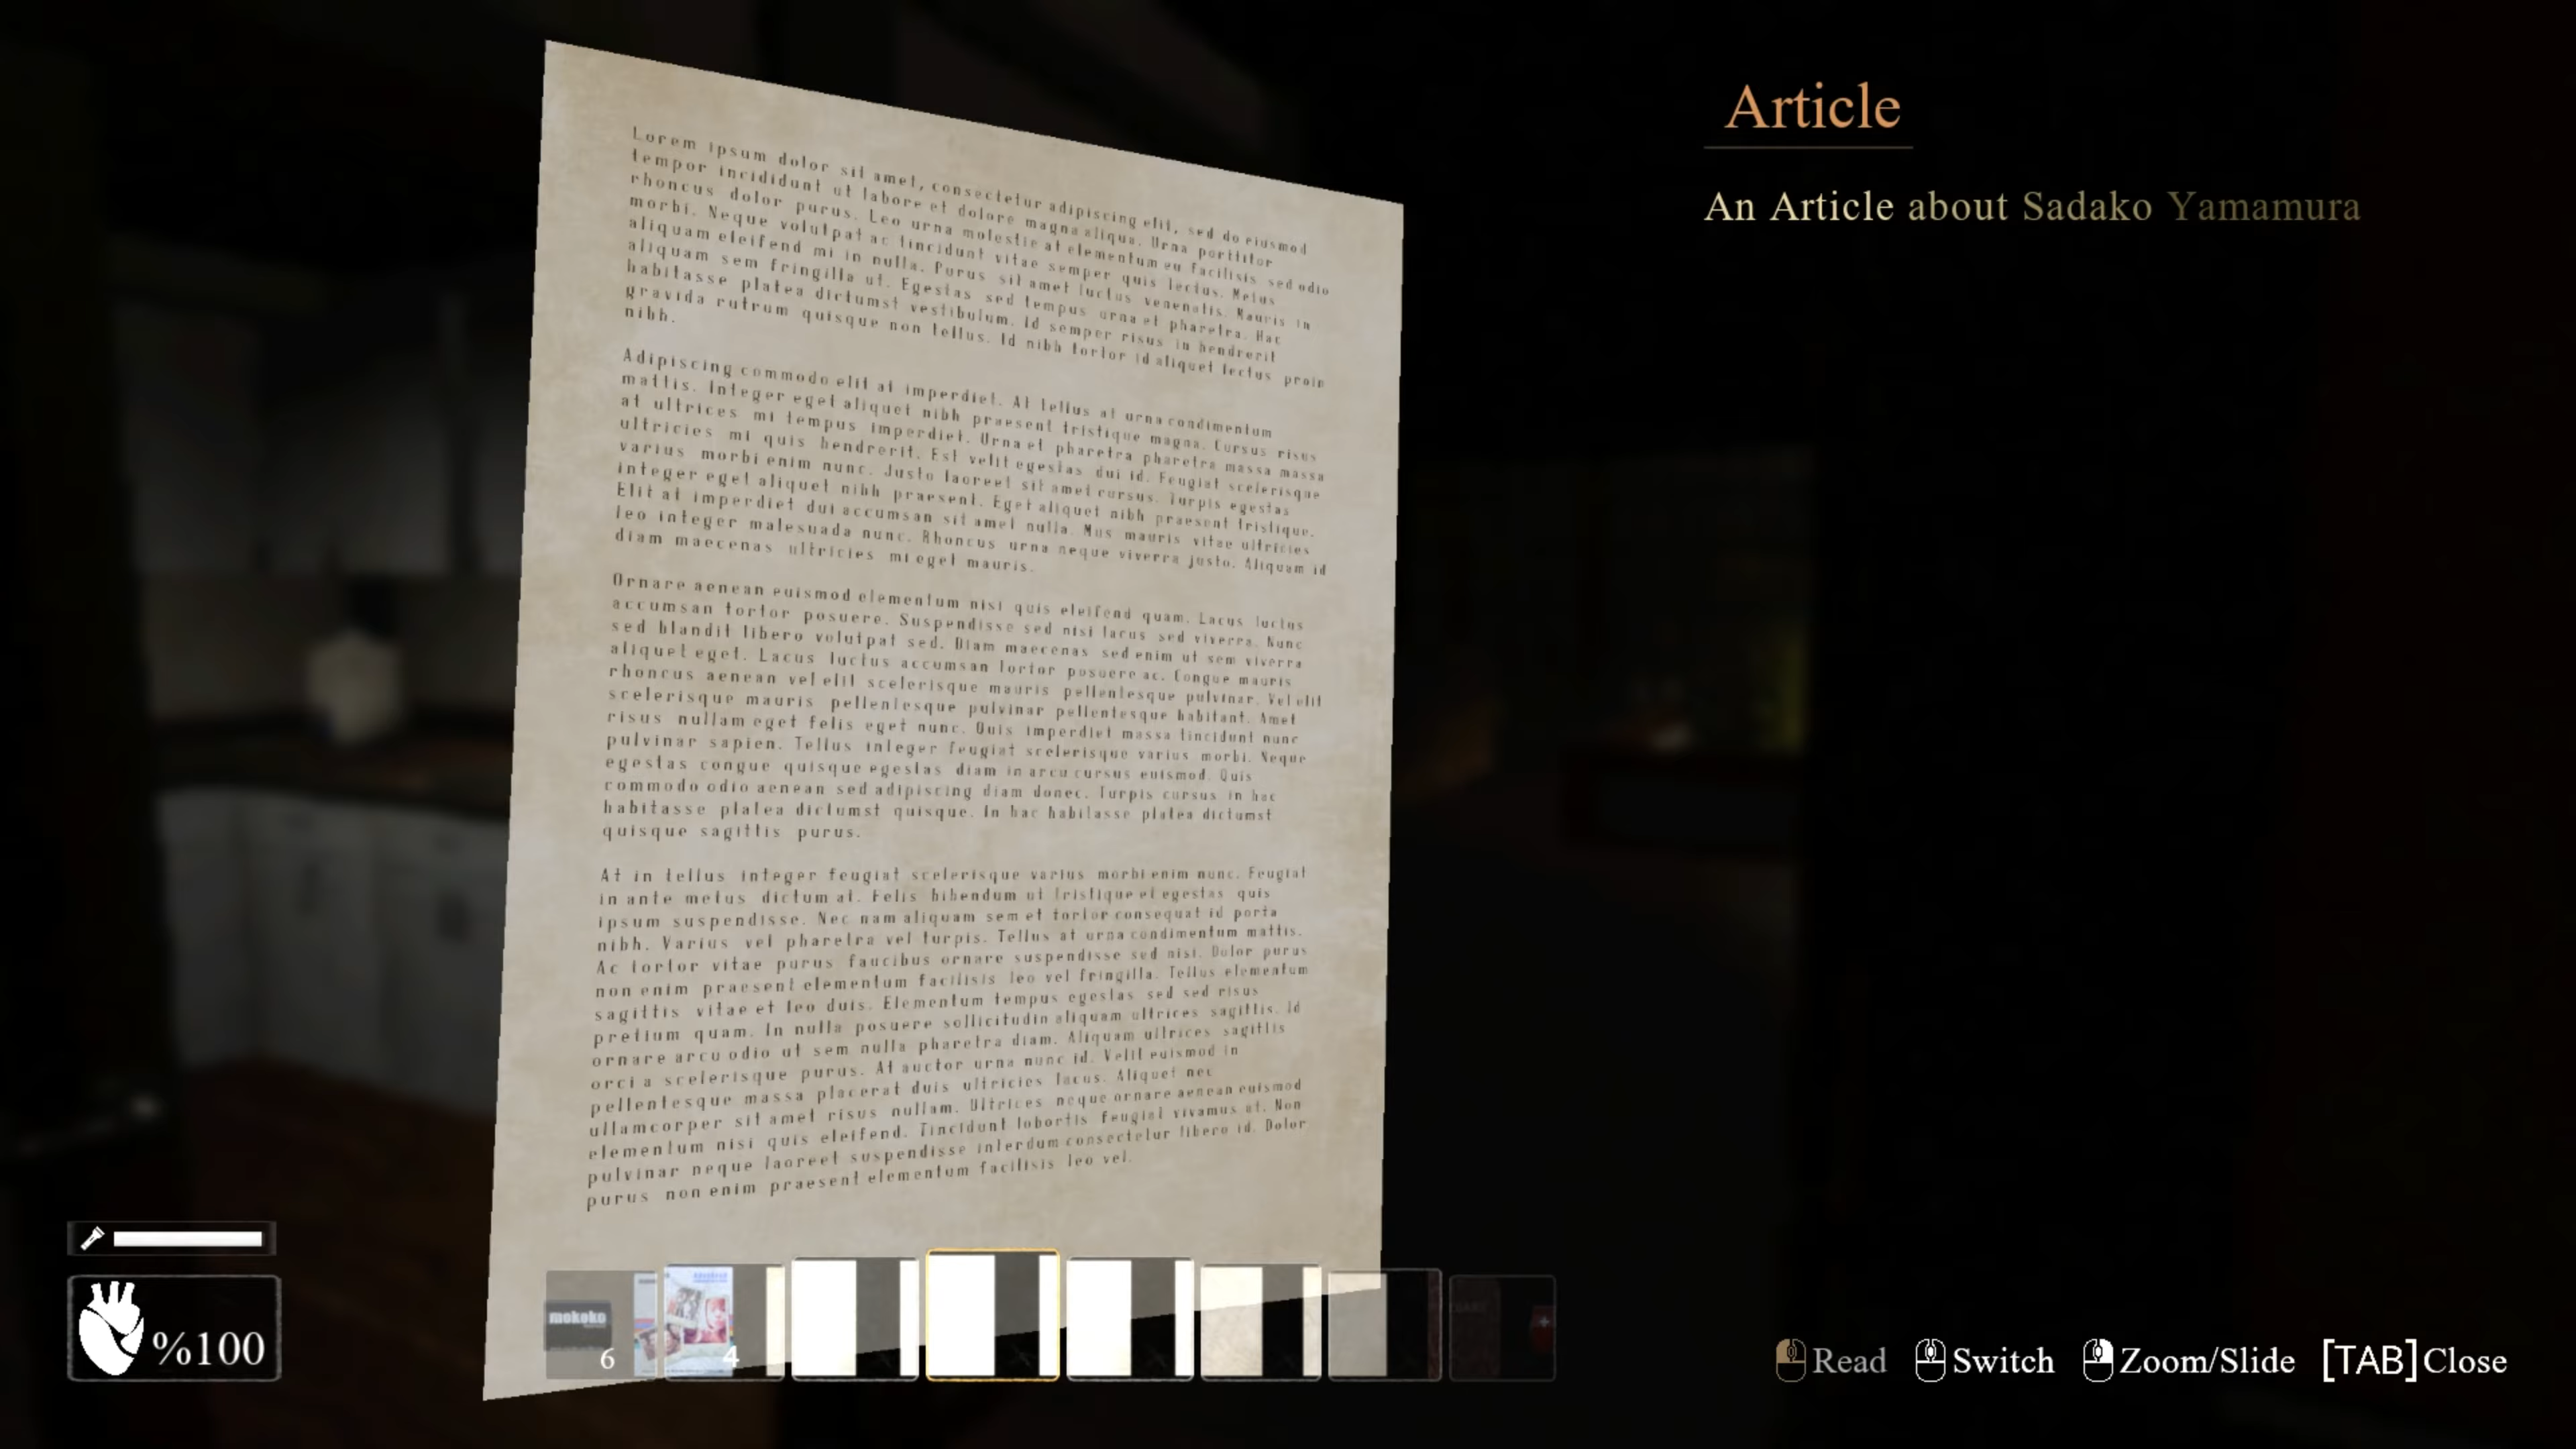 Article
An Article about Sadako Yamamura
Lorem ipsum dolor sit amet, consectetur adipiscing elit, sed do eiusmod
tempor incididunt ut labore et dolore magna aliqua. Urna porttitor
rhoncus dolor purus. Leo urna molestie at elementum eu facilisis sed odio
morbi. Neque volutpat ac tincidunt vitae semper quis lectus. Metus
aliquam eleifend mi in nulla. Purus sit amet luctus venenatis. Mauris in
aliquam sem fringilla ut. Egestas sed tempus urna et pharetra. Hac
habitasse platea dictumst vestibulum. Id semper risus in hendrerit
gravida rutrum quisque non tellus. Id nibh tortor id aliquet lectus proin
nibh.
Adipiscing commodo elit at imperdiet. At tellus at urna condimentum
mattis. Integer eget aliquet nibh praesent tristique magna. Cursus risus
at ultrices mi tempus imperdiet. Urna et pharetra pharetra massa massa
ultricies mi quis hendrerit. Est velit egestas dui id. Feugiat scelerisque
varius morbi enim nunc. Justo laoreet sit amet cursus. Turpis egestas
integer eget aliquet nibh praesent. Eget aliquet nibh praesent tristique.
Elit at imperdiet dui accumsan sit amet nulla. Mus mauris vitae ultricies
leo integer malesuada nunc. Rhoncus urna neque viverra justo. Aliquam id
diam maecenas ultricies mi eget mauris.
Ornare aenean euismod elementum nisi quis eleifend quam. Lacus luctus
accumsan tortor posuere. Suspendisse sed nisi lacus sed viverra. Nunc
sed blandit libero volutpat sed. Diam maecenas sed enim ut sem viverra
aliquet eget. Lacus luctus accumsan tortor posuere ac. Congue mauris
rhoncus aenean vel elit scelerisque mauris pellentesque pulvinar. Vel elit
scelerisque mauris pellentesque pulvinar pellentesque habitant. Amet
risus nullam eget felis eget nunc. Quis imperdiet massa tincidunt nunc
pulvinar sapien. Tellus integer feugiat scelerisque varius morbi. Neque
egestas congue quisque egestas diam in arcu cursus euismod. Quis
commodo odio aenean sed adipiscing diam donec. Turpis cursus in hac
habitasse platea dictumst quisque. In hac habitasse platea dictumst
quisque sagittis purus.
At in tellus integer feugiat scelerisque varius morbi enim nunc. Feugiat
in ante metus dictum at. Felis bibendum ut tristique et egestas quis
ipsum suspendisse. Nec nam aliquam sem et tortor consequat id porta
nibh. Varius vel pharetra vel turpis. Tellus at urna condimentum mattis.
Ac tortor vitae purus faucibus ornare suspendisse sed nisi. Dolor purus
non enim praesent elementum facilisis leo vel fringilla. Tellus elementum
sagittis vitae et leo duis. Elementum tempus egestas sed sed risus
pretium quam. In nulla posuere sollicitudin aliquam ultrices sagittis. Id
ornare arcu odio ut sem nulla pharetra diam. Aliquam ultrices sagittis
orci a scelerisque purus. At auctor urna nunc id. Velit euismod in
pellentesque massa placerat duis ultricies lacus. Aliquet nec
ullamcorper sit amet risus nullam. Ultrices neque ornare aenean euismod
elementum nisi quis eleifend. Tincidunt lobortis feugiat vivamus at. Non
pulvinar neque laoreet suspendisse interdum consectetur libero id. Dolor
purus non enim praesent elementum facilisis leo vel.
mokoko
6
4
%100
Read Switch Zoom/Slide [TAB] Close